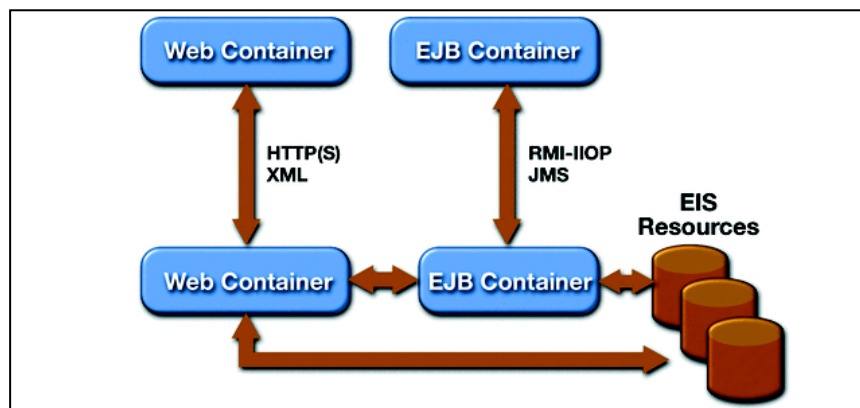 Web Container
EJB Container
HTTP(S)
XML
RMI-IIOP
JMS
EIS
Resources
Web Container
EJB Container